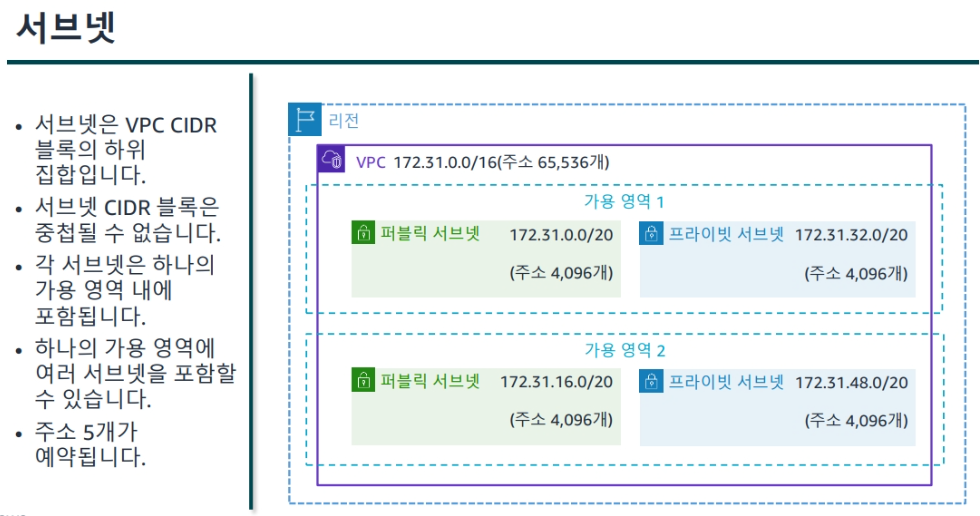 서브넷
• 서브넷은 VPC CIDR
블록의 하위
집합입니다.
• 서브넷 CIDR 블록은
중첩될 수 없습니다.
• 각 서브넷은 하나의
가용 영역 내에
포함됩니다.
• 하나의 가용 영역에
여러 서브넷을 포함할
수 있습니다.
• 주소 5개가
예약됩니다.
리전
VPC 172.31.0.0/16(주소 65,536개)
가용 영역 1
퍼블릭 서브넷 172.31.0.0/20
(주소 4,096개)
프라이빗 서브넷 172.31.32.0/20
(주소 4,096개)
가용 영역 2
퍼블릭 서브넷 172.31.16.0/20
(주소 4,096개)
프라이빗 서브넷 172.31.48.0/20
(주소 4,096개)